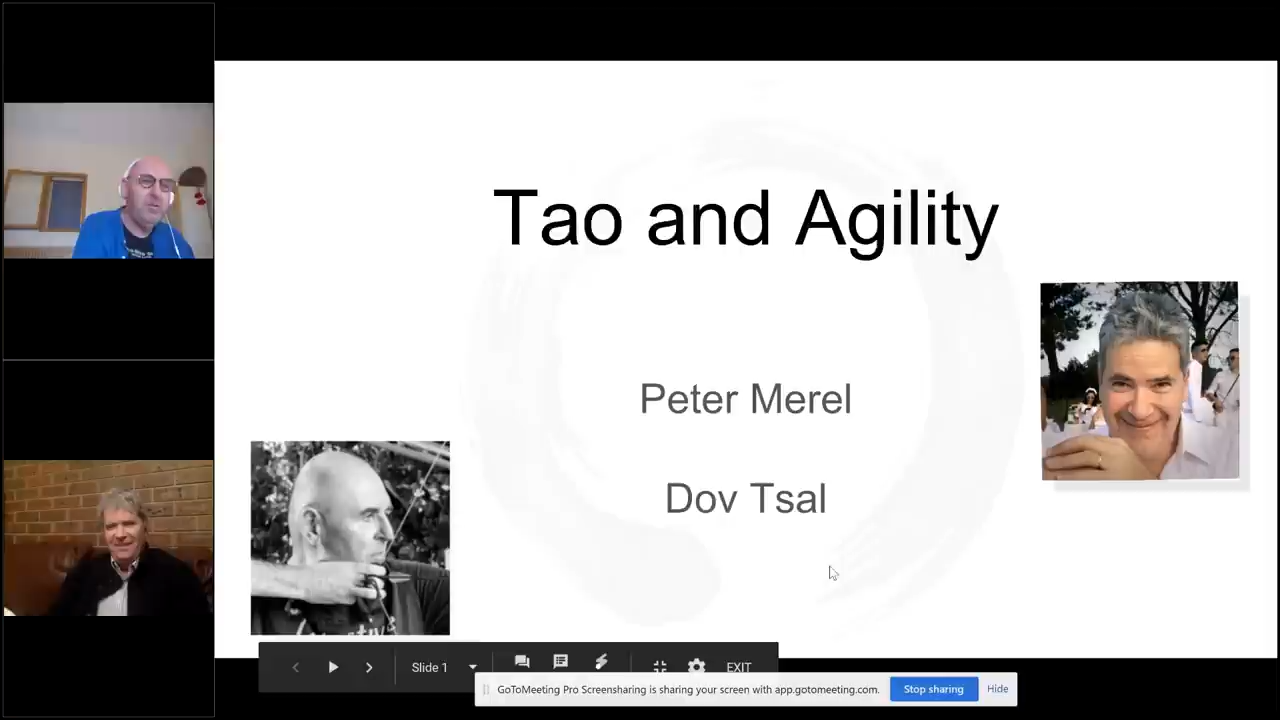 Tao and Agility
Peter Merel
Dov Tsal
Slide 1
EXIT
GoToMeeting Pro Screensharing is sharing your screen with app.gotomeeting.com.
Stop sharing
Hide